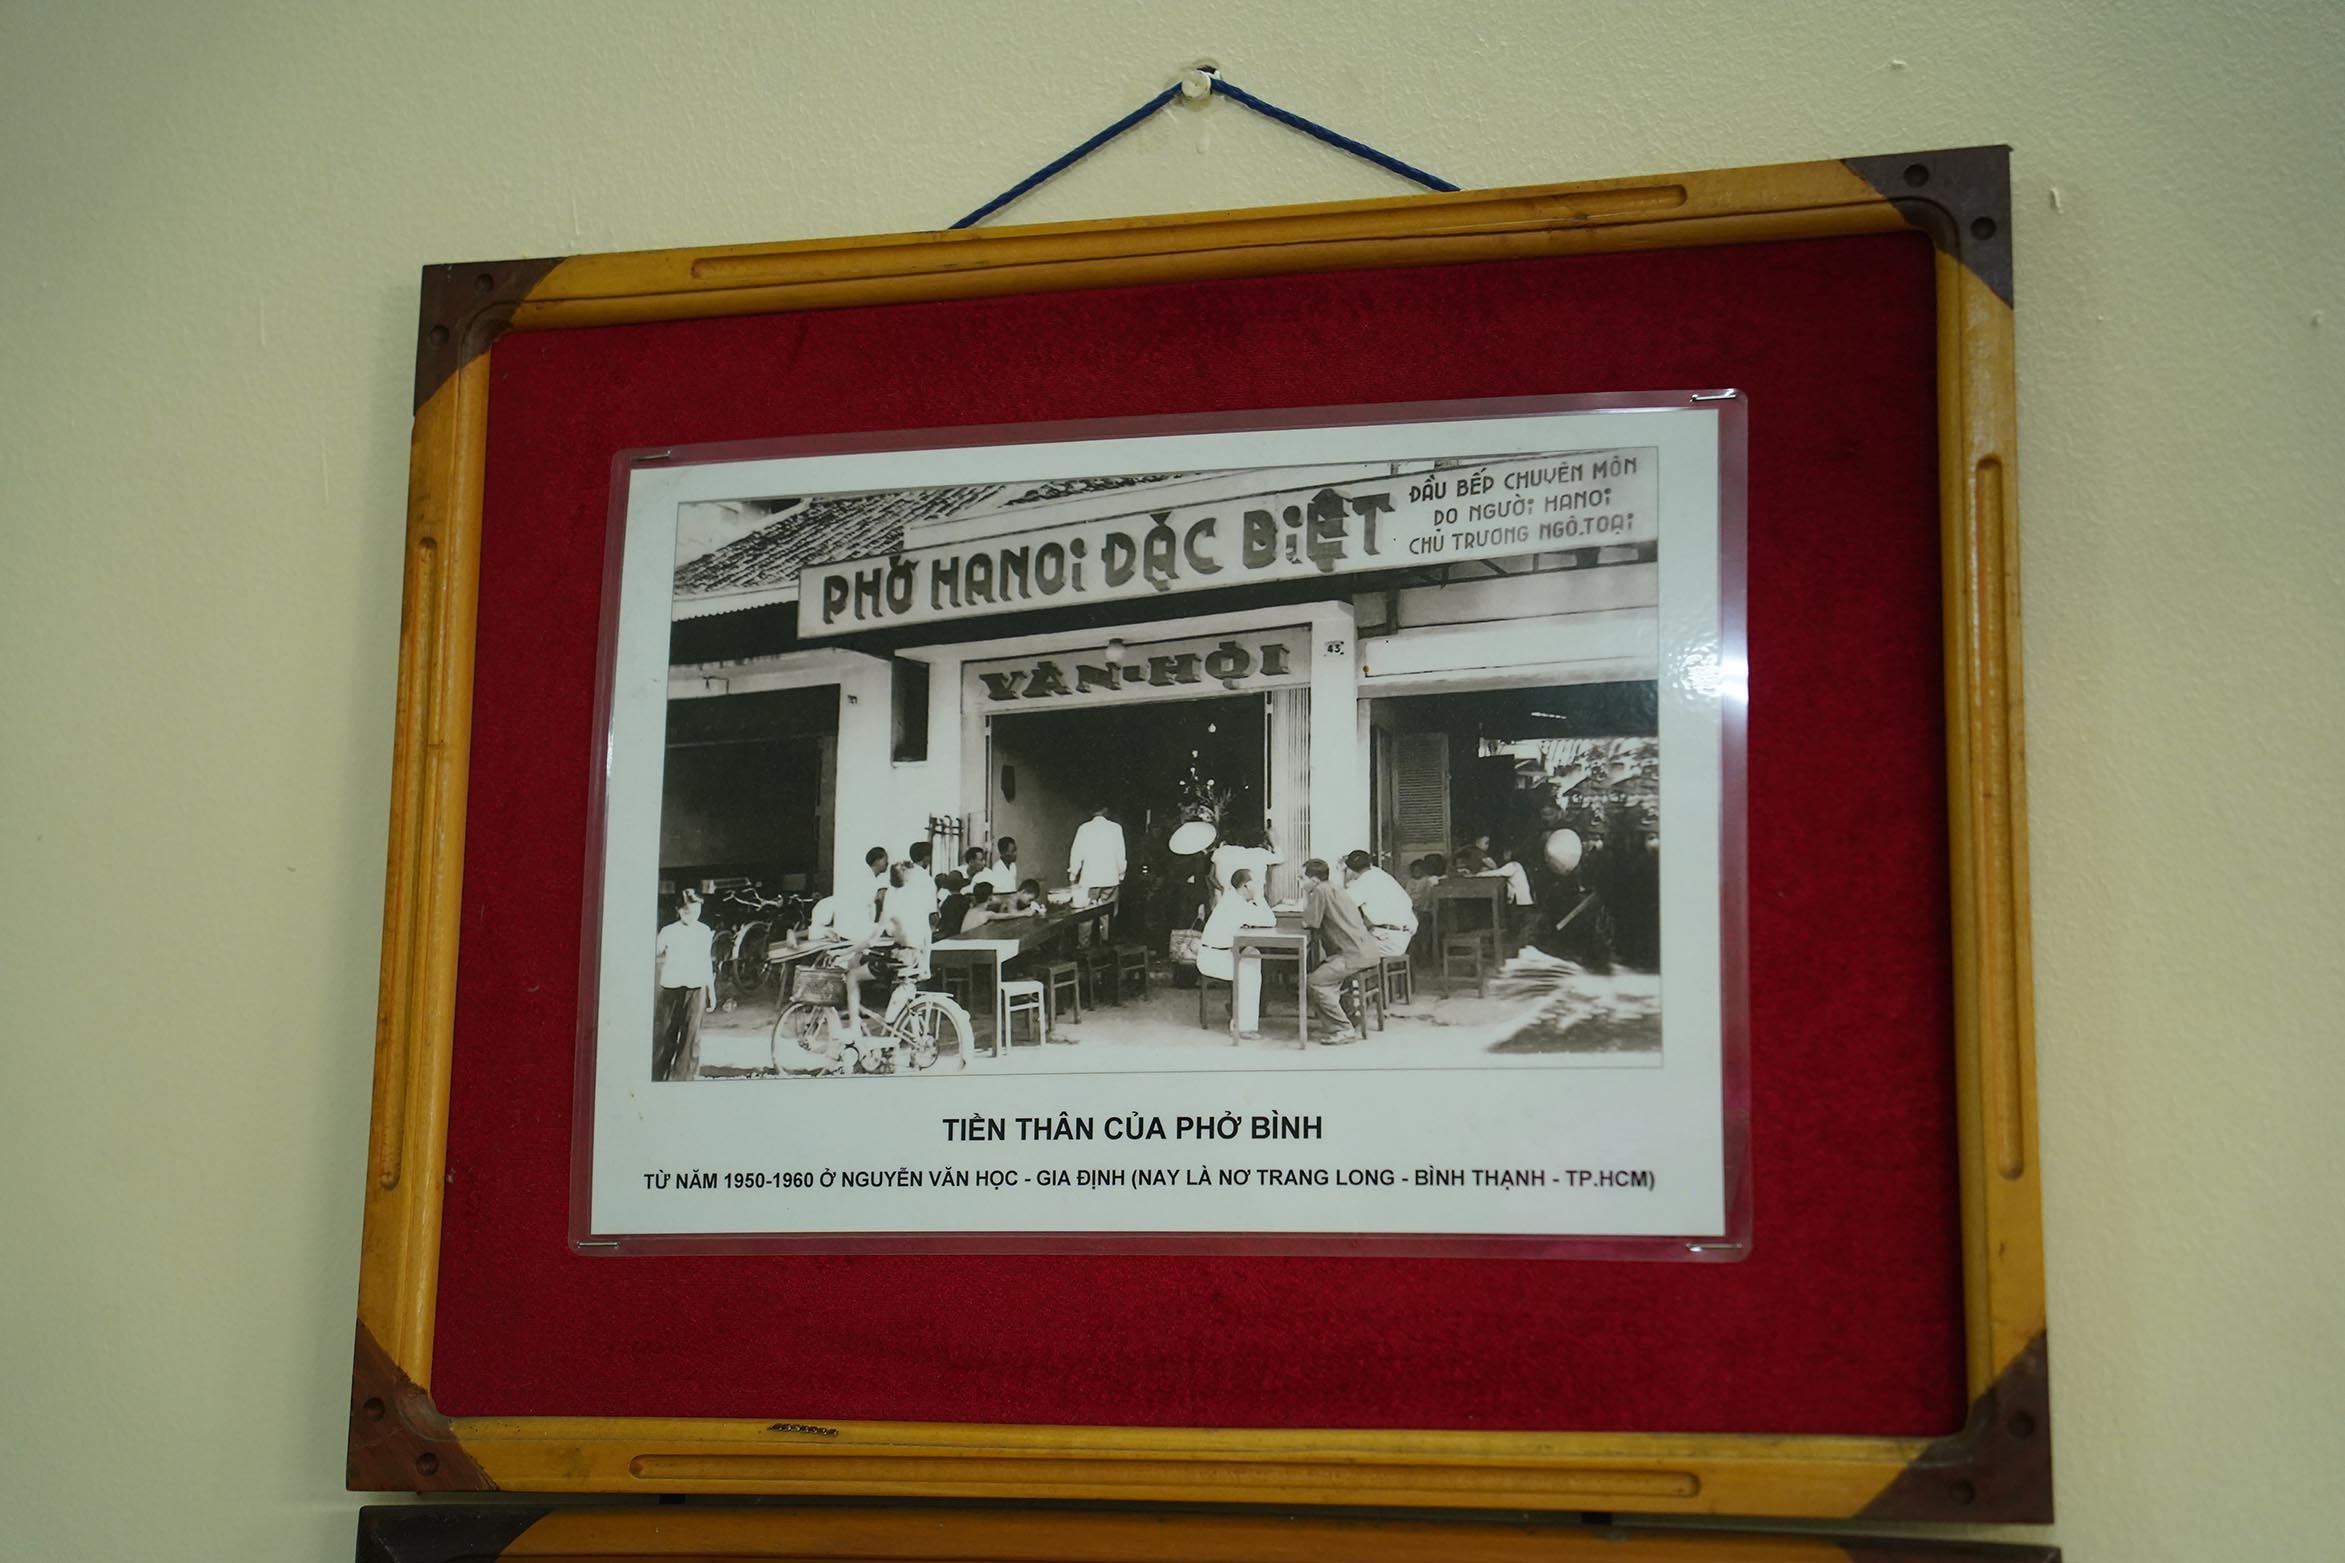 PHỞ HANOI ĐẶC BIỆT
ĐẦU BẾP CHUYÊN MÔN
DO NGƯỜI HANOI
CHỦ TRƯƠNG NGÔ.TOẠI
VÂN-HỘI
43
TIỀN THÂN CỦA PHỞ BÌNH
TỪ NĂM 1950-1960 Ở NGUYỄN VĂN HỌC - GIA ĐỊNH (NAY LÀ NƠ TRANG LONG - BÌNH THẠNH - TP.HCM)